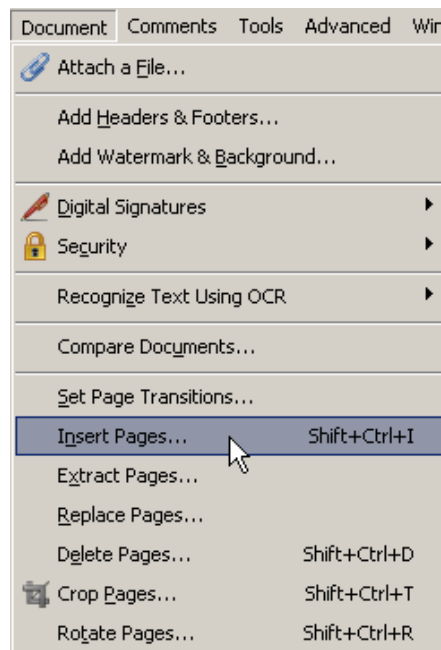 Document Comments Tools Advanced Win
Attach a File...
Add Headers & Footers...
Add Watermark & Background...
Digital Signatures
Security
Recognize Text Using OCR
Compare Documents...
Set Page Transitions...
Insert Pages... Shift+Ctrl+I
Extract Pages...
Replace Pages...
Delete Pages... Shift+Ctrl+D
Crop Pages... Shift+Ctrl+T
Rotate Pages... Shift+Ctrl+R